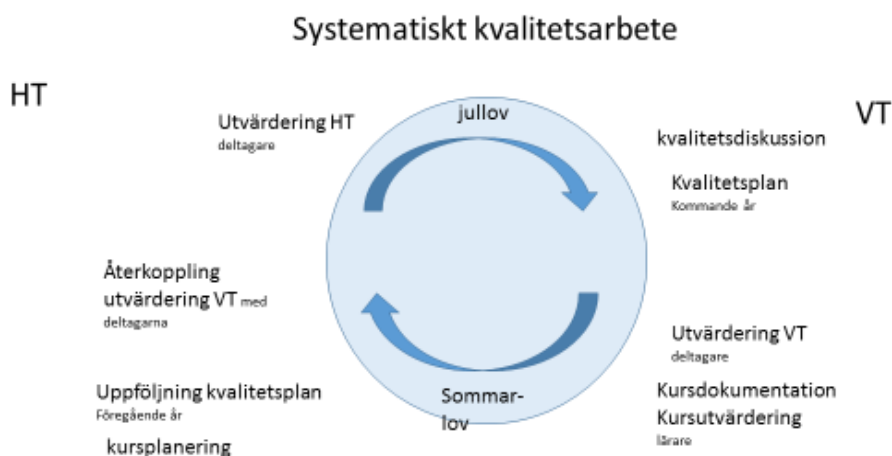 Systematiskt kvalitetsarbete
HT
VT
jullov
Utvärdering HT
deltagare
kvalitetsdiskussion
Kvalitetsplan
Kommande år
Återkoppling
utvärdering VT med
deltagarna
Utvärdering VT
deltagare
Uppföljning kvalitetsplan
Föregående år
kursplanering
Sommar-
lov
Kursdokumentation
Kursutvärdering
lärare